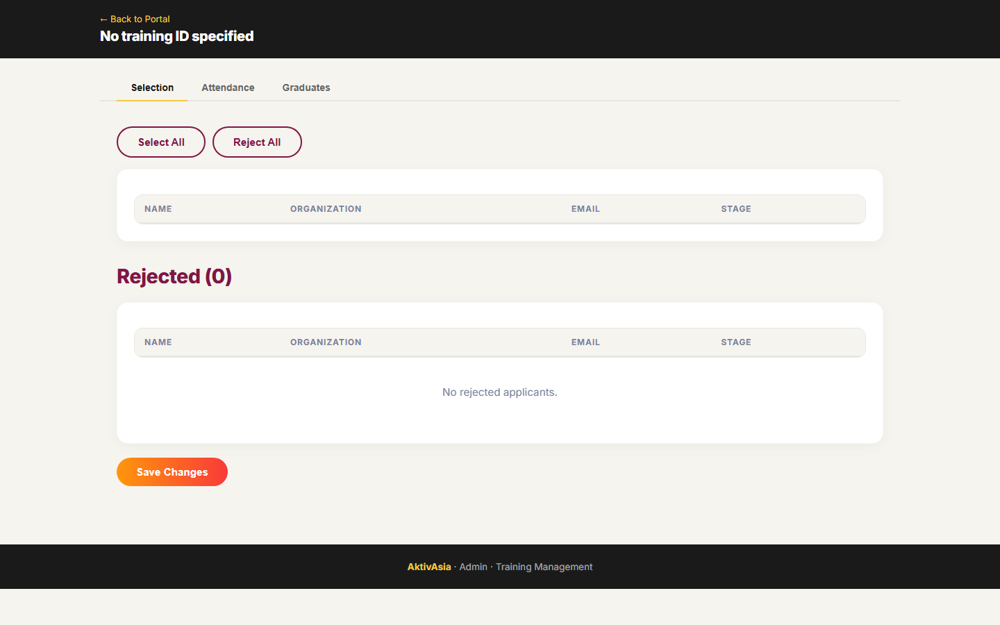 ← Back to Portal
No training ID specified
Selection Attendance Graduates
Select All Reject All
NAME ORGANIZATION EMAIL STAGE
Rejected (0)
NAME ORGANIZATION EMAIL STAGE
No rejected applicants.
Save Changes
AktivAsia · Admin · Training Management